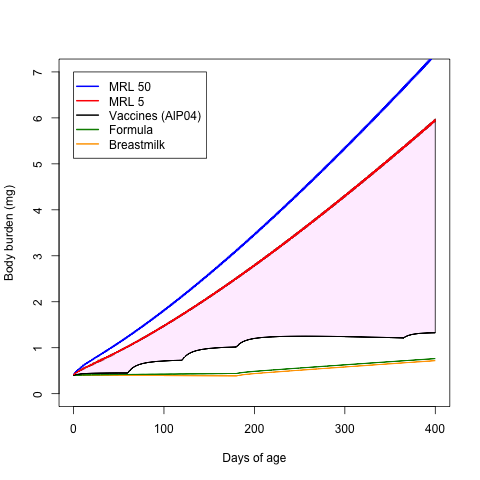 MRL 50
MRL 5
Vaccines (AlP04)
Formula
Breastmilk
Body burden (mg)
7
6
5
4
3
2
1
0
0 100 200 300 400
Days of age